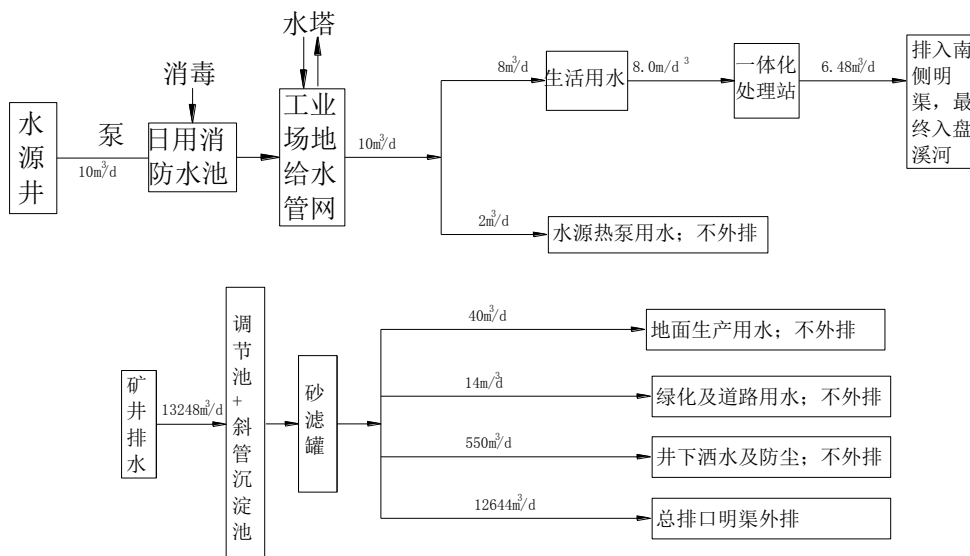 水塔
消毒
水
源
井
泵
10m³/d
日用消
防水池
工业
场地
给水
管网
10m³/d
8m³/d
生活用水
8.0m/d ³
一体化
处理站
6.48m³/d
排入南
侧明
渠，最
终入盘
溪河
2m³/d
水源热泵用水；不外排
矿
井
排
水
13248m³/d
调
节
池
+
斜
管
沉
淀
池
砂
滤
罐
40m³/d
地面生产用水；不外排
14m/³d
绿化及道路用水；不外排
550m³/d
井下洒水及防尘；不外排
12644m³/d
总排口明渠外排